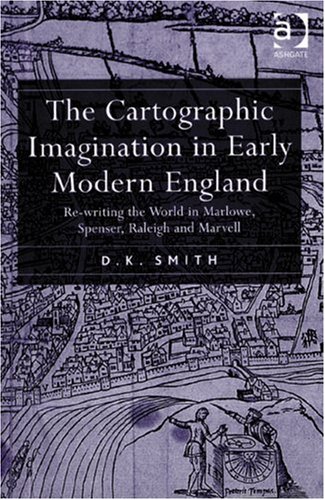 ASHGATE
The Cartographic
Imagination in Early
Modern England
Re-writing the World in Marlowe,
Spenser, Raleigh and Marvell
D.K. SMITH